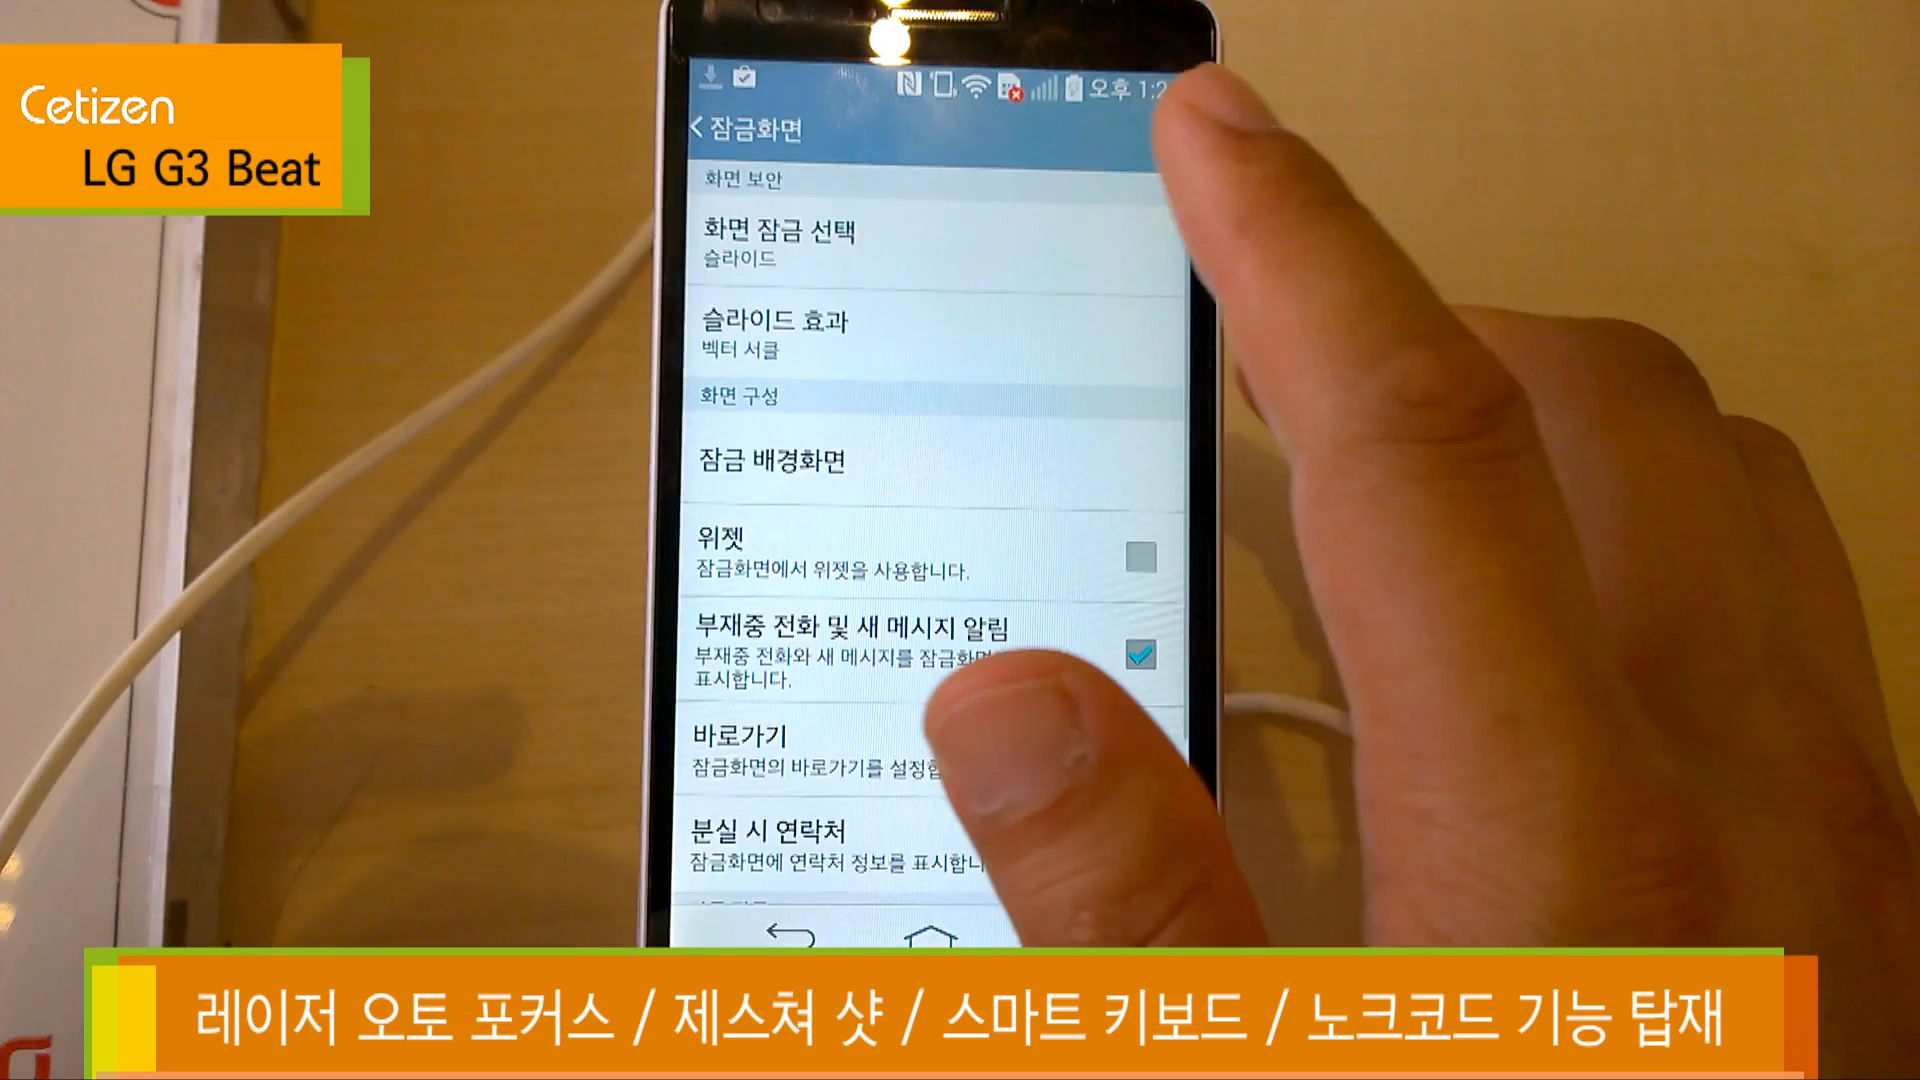 Cetizen
LG G3 Beat
오후 1:2
잠금화면
화면 보안
화면 잠금 선택
슬라이드
슬라이드 효과
벡터 서클
화면 구성
잠금 배경화면
위젯
잠금화면에서 위젯을 사용합니다.
부재중 전화 및 새 메시지 알림
부재중 전화와 새 메시지를 잠금화면
표시합니다.
바로가기
잠금화면의 바로가기를 설정합
분실 시 연락처
잠금화면에 연락처 정보를 표시합니
레이저 오토 포커스 / 제스쳐 샷 / 스마트 키보드 / 노크코드 기능 탑재